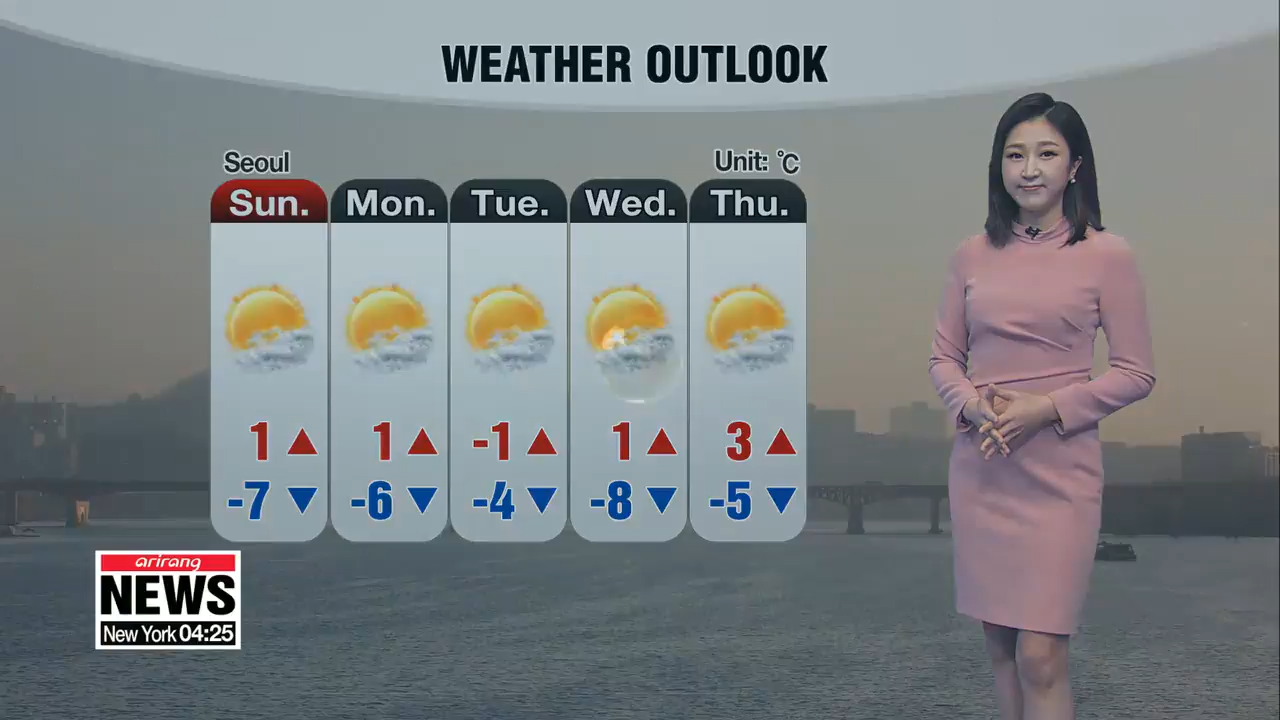 WEATHER OUTLOOK
Seoul
Unit: ℃
Sun. Mon. Tue. Wed. Thu.
1 ▲ 1 ▲ -1 ▲ 1 ▲ 3 ▲
-7 ▼ -6 ▼ -4 ▼ -8 ▼ -5 ▼
arirang
NEWS
New York 04:25